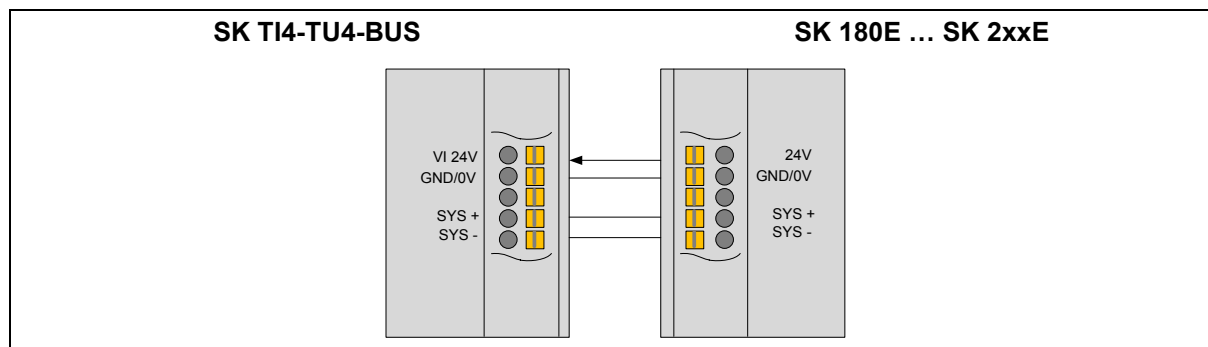 SK TI4-TU4-BUS
SK 180E … SK 2xxE
VI 24V
GND/0V
SYS +
SYS -
24V
GND/0V
SYS +
SYS -